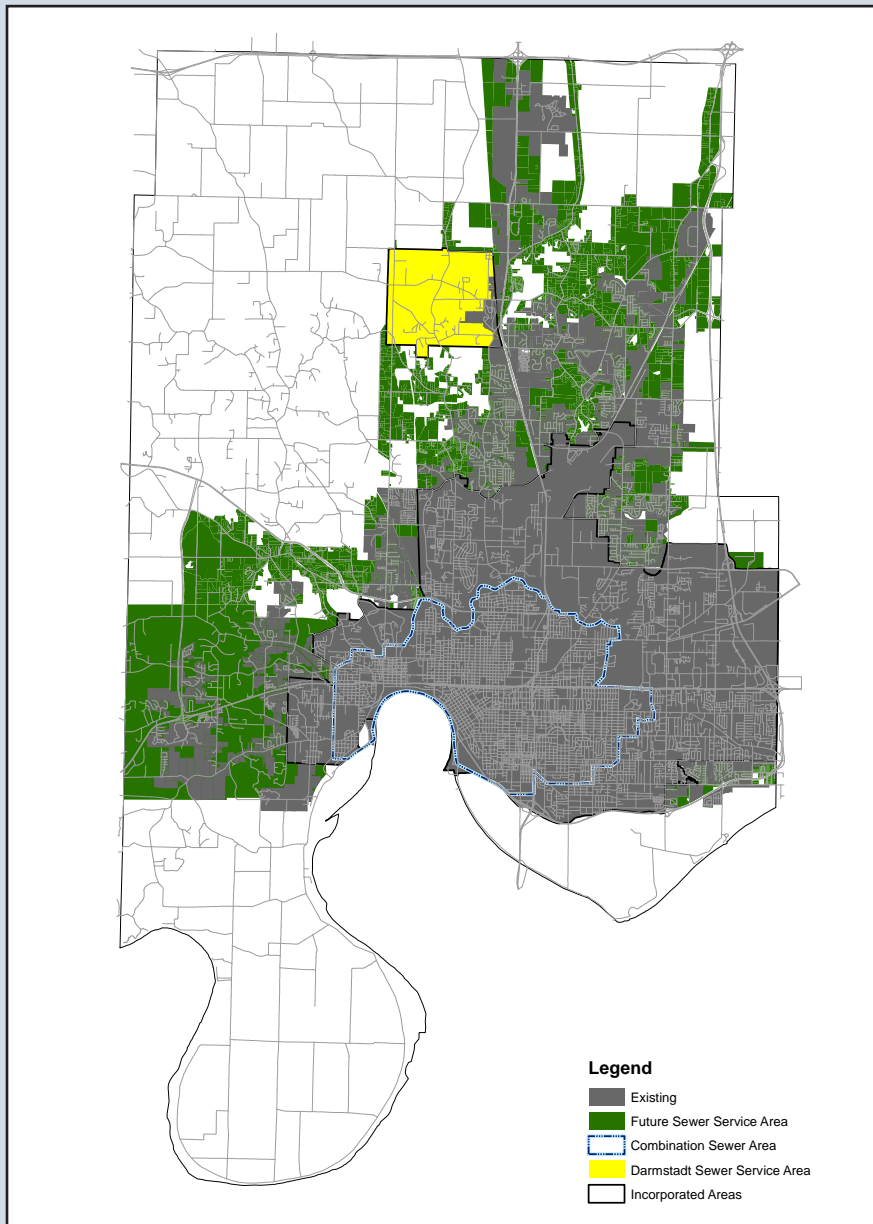 Legend
Existing
Future Sewer Service Area
Combination Sewer Area
Darmstadt Sewer Service Area
Incorporated Areas